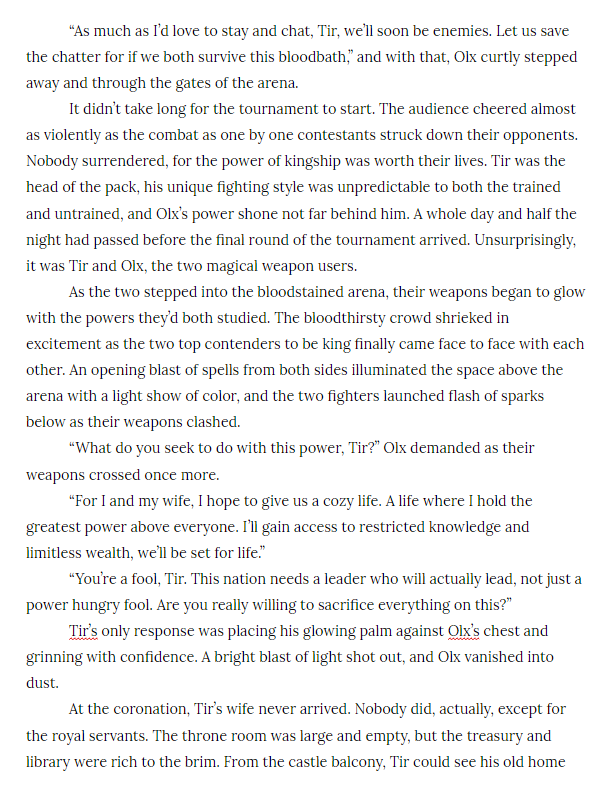 “As much as I’d love to stay and chat, Tir, we’ll soon be enemies. Let us save
the chatter for if we both survive this bloodbath,” and with that, Olx curtly stepped
away and through the gates of the arena.
It didn’t take long for the tournament to start. The audience cheered almost
as violently as the combat as one by one contestants struck down their opponents.
Nobody surrendered, for the power of kingship was worth their lives. Tir was the
head of the pack, his unique fighting style was unpredictable to both the trained
and untrained, and Olx’s power shone not far behind him. A whole day and half the
night had passed before the final round of the tournament arrived. Unsurprisingly,
it was Tir and Olx, the two magical weapon users.
As the two stepped into the bloodstained arena, their weapons began to glow
with the powers they’d both studied. The bloodthirsty crowd shrieked in
excitement as the two top contenders to be king finally came face to face with each
other. An opening blast of spells from both sides illuminated the space above the
arena with a light show of color, and the two fighters launched flash of sparks
below as their weapons clashed.
“What do you seek to do with this power, Tir?” Olx demanded as their
weapons crossed once more.
“For I and my wife, I hope to give us a cozy life. A life where I hold the
greatest power above everyone. I’ll gain access to restricted knowledge and
limitless wealth, we’ll be set for life.”
“You’re a fool, Tir. This nation needs a leader who will actually lead, not just a
power hungry fool. Are you really willing to sacrifice everything on this?”
Tir’s only response was placing his glowing palm against Olx’s chest and
grinning with confidence. A bright blast of light shot out, and Olx vanished into
dust.
At the coronation, Tir’s wife never arrived. Nobody did, actually, except for
the royal servants. The throne room was large and empty, but the treasury and
library were rich to the brim. From the castle balcony, Tir could see his old home